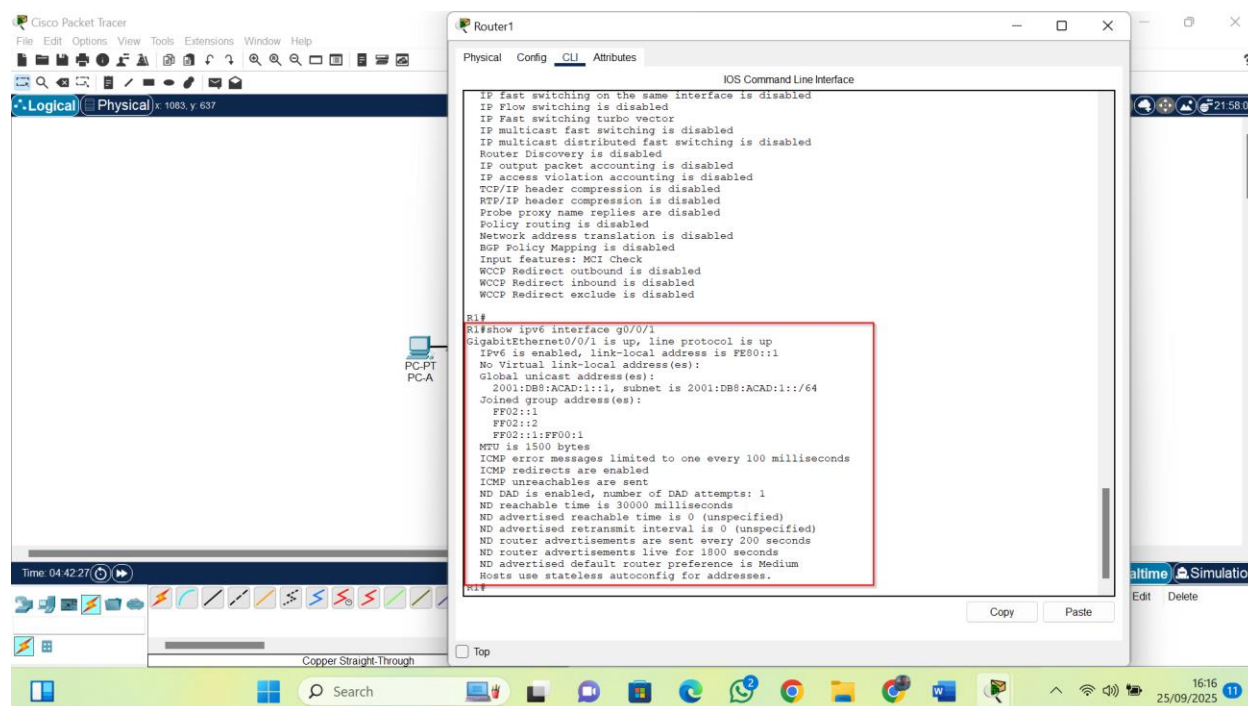 Cisco Packet Tracer
File Edit Options View Tools Extensions Window Help
Logical Physical x: 1083, y: 637
21:58:0
PC-PT
PC-A
Time: 04:42:27
Copper Straight-Through
Router1
Physical Config CLI Attributes
IOS Command Line Interface
IP fast switching on the same interface is disabled
IP Flow switching is disabled
IP Fast switching turbo vector
IP multicast fast switching is disabled
IP multicast distributed fast switching is disabled
Router Discovery is disabled
IP output packet accounting is disabled
IP access violation accounting is disabled
TCP/IP header compression is disabled
RTP/IP header compression is disabled
Probe proxy name replies are disabled
Policy routing is disabled
Network address translation is disabled
BGP Policy Mapping is disabled
Input features: MCI Check
WCCP Redirect outbound is disabled
WCCP Redirect inbound is disabled
WCCP Redirect exclude is disabled
R1#
R1#show ipv6 interface g0/0/1
GigabitEthernet0/0/1 is up, line protocol is up
IPv6 is enabled, link-local address is FE80::1
No Virtual link-local address(es):
Global unicast address(es):
2001:DB8:ACAD:1::1, subnet is 2001:DB8:ACAD:1::/64
Joined group address(es):
FF02::1
FF02::2
FF02::1:FF00:1
MTU is 1500 bytes
ICMP error messages limited to one every 100 milliseconds
ICMP redirects are enabled
ICMP unreachables are sent
ND DAD is enabled, number of DAD attempts: 1
ND reachable time is 30000 milliseconds
ND advertised reachable time is 0 (unspecified)
ND advertised retransmit interval is 0 (unspecified)
ND router advertisements are sent every 200 seconds
ND router advertisements live for 1800 seconds
ND advertised default router preference is Medium
Hosts use stateless autoconfig for addresses.
R1#
Copy Paste
Top
altime Simulatio
Edit Delete
Search
2
16:16
25/09/2025
11